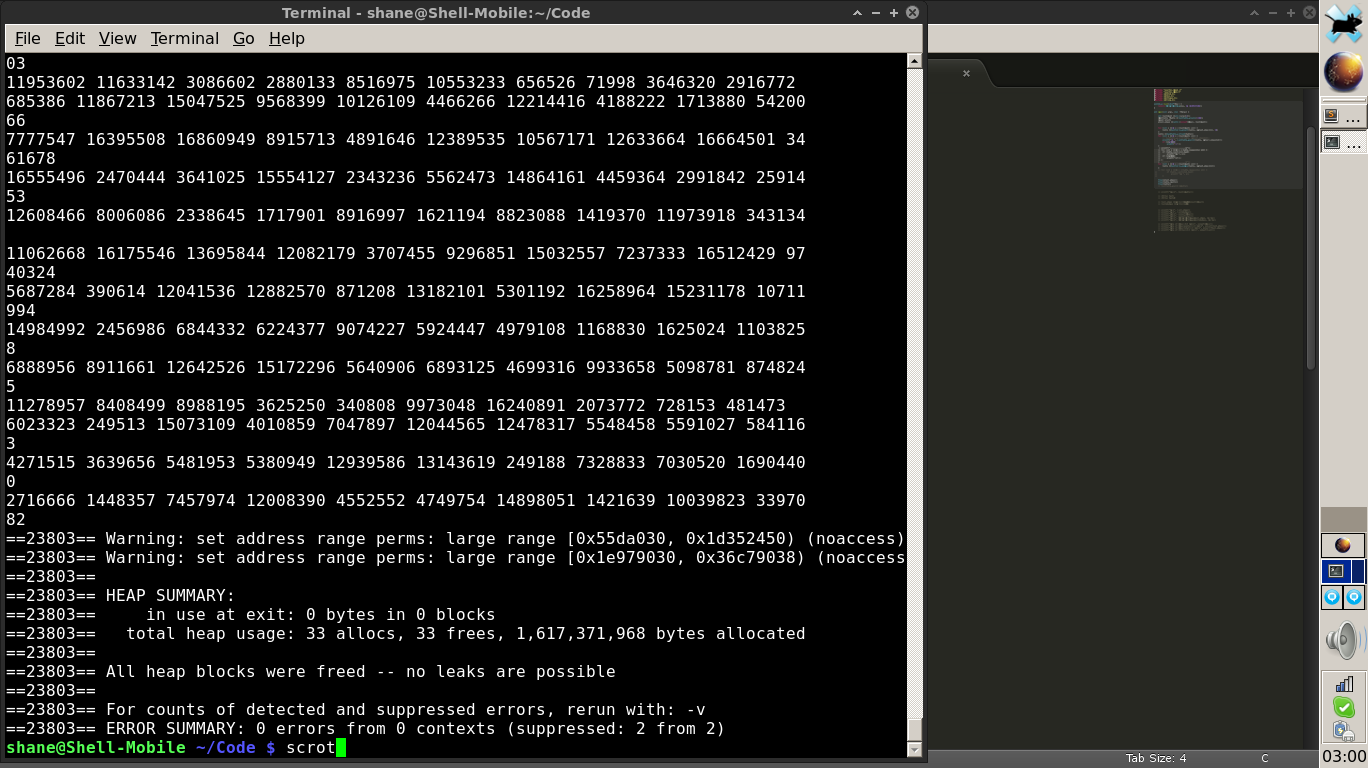 Terminal - shane@Shell-Mobile:~/Code
File Edit View Terminal Go Help
03
11953602 11633142 3086602 2880133 8516975 10553233 656526 71998 3646320 2916772
685386 11867213 15047525 9568399 10126109 4466266 12214416 4188222 1713880 54200
66
7777547 16395508 16860949 8915713 4891646 12389535 10567171 12633664 16664501 34
61678
16555496 2470444 3641025 15554127 2343236 5562473 14864161 4459364 2991842 25914
53
12608466 8006086 2338645 1717901 8916997 1621194 8823088 1419370 11973918 343134
11062668 16175546 13695844 12082179 3707455 9296851 15032557 7237333 16512429 97
40324
5687284 390614 12041536 12882570 871208 13182101 5301192 16258964 15231178 10711
994
14984992 2456986 6844332 6224377 9074227 5924447 4979108 1168830 1625024 1103825
8
6888956 8911661 12642526 15172296 5640906 6893125 4699316 9933658 5098781 874824
5
11278957 8408499 8988195 3625250 340808 9973048 16240891 2073772 728153 481473
6023323 249513 15073109 4010859 7047897 12044565 12478317 5548458 5591027 584116
3
4271515 3639656 5481953 5380949 12939586 13143619 249188 7328833 7030520 1690440
0
2716666 1448357 7457974 12008390 4552552 4749754 14898051 1421639 10039823 33970
82
==23803== Warning: set address range perms: large range [0x55da030, 0x1d352450) (noaccess)
==23803== Warning: set address range perms: large range [0x1e979030, 0x36c79038) (noaccess
==23803==
==23803== HEAP SUMMARY:
==23803==     in use at exit: 0 bytes in 0 blocks
==23803==   total heap usage: 33 allocs, 33 frees, 1,617,371,968 bytes allocated
==23803==
==23803== All heap blocks were freed -- no leaks are possible
==23803==
==23803== For counts of detected and suppressed errors, rerun with: -v
==23803== ERROR SUMMARY: 0 errors from 0 contexts (suppressed: 2 from 2)
shane@Shell-Mobile ~/Code $ scrot
Tab Size: 4
C
...
...
03:00